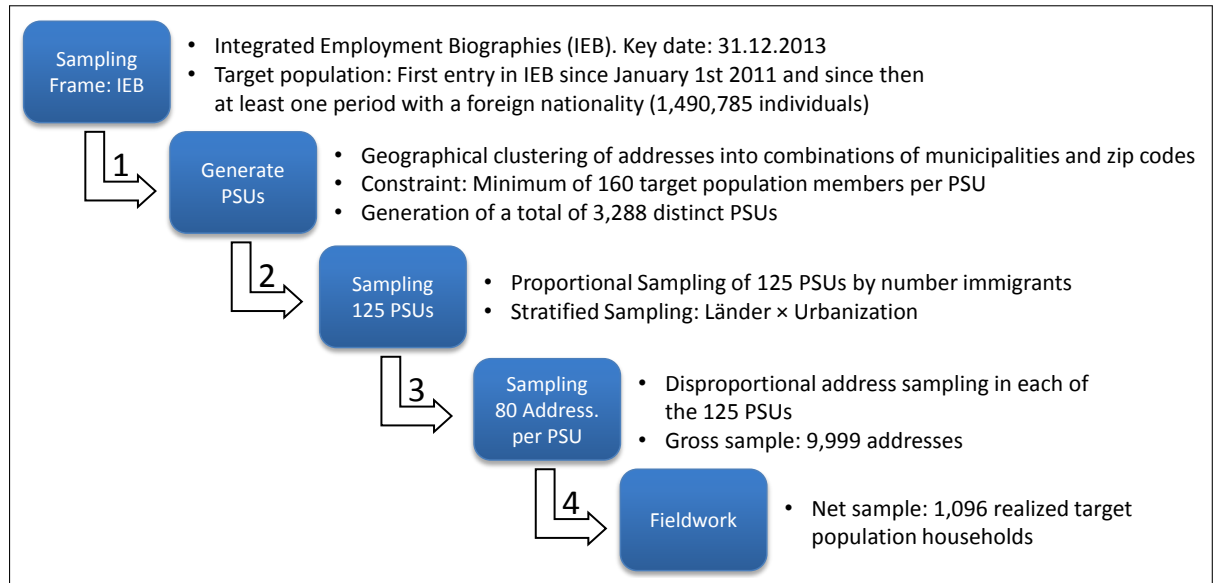 Sampling
Frame: IEB
• Integrated Employment Biographies (IEB). Key date: 31.12.2013
• Target population: First entry in IEB since January 1st 2011 and since then
at least one period with a foreign nationality (1,490,785 individuals)
1
Generate
PSUs
• Geographical clustering of addresses into combinations of municipalities and zip codes
• Constraint: Minimum of 160 target population members per PSU
• Generation of a total of 3,288 distinct PSUs
2
Sampling
125 PSUs
• Proportional Sampling of 125 PSUs by number immigrants
• Stratified Sampling: Länder × Urbanization
3
Sampling
80 Address.
per PSU
• Disproportional address sampling in each of
the 125 PSUs
• Gross sample: 9,999 addresses
4
Fieldwork
• Net sample: 1,096 realized target
population households